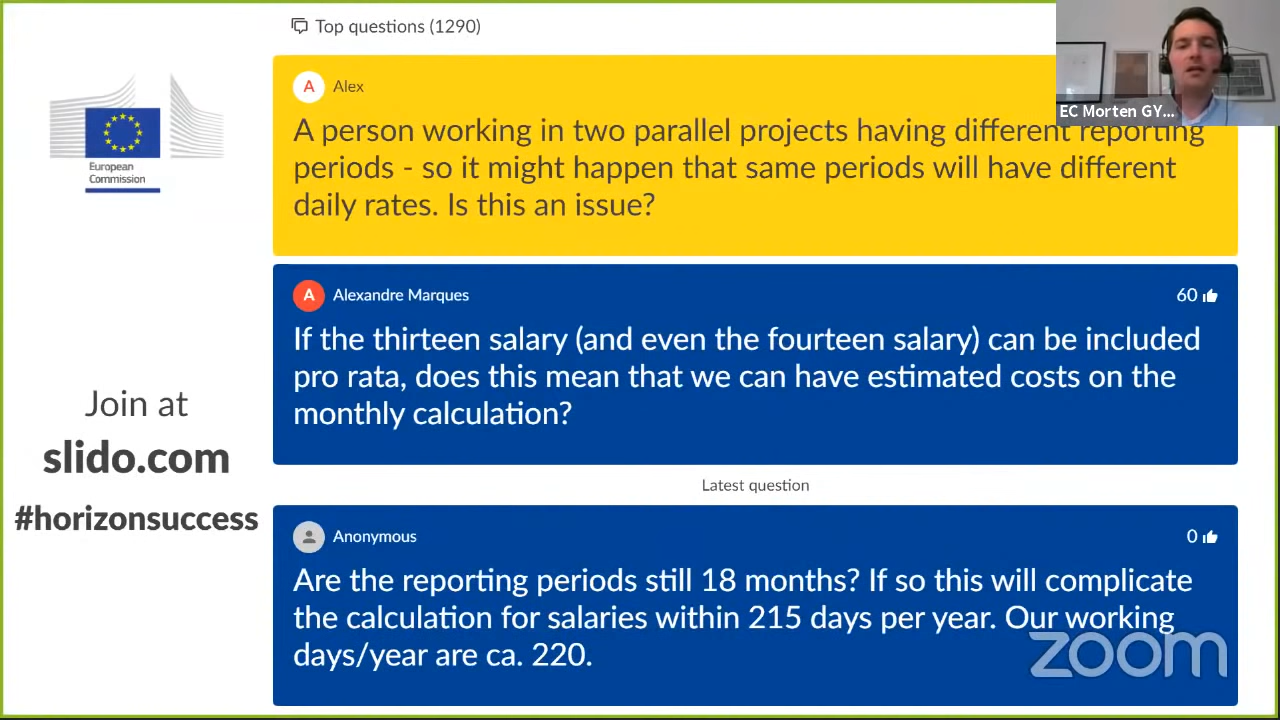 Top questions (1290)
EC Morten GY...
European
Commission
A
Alex
A person working in two parallel projects having different reporting
periods - so it might happen that same periods will have different
daily rates. Is this an issue?
A
Alexandre Marques
60
If the thirteen salary (and even the fourteen salary) can be included
pro rata, does this mean that we can have estimated costs on the
monthly calculation?
Join at
slido.com
#horizonsuccess
Latest question
Anonymous
0
Are the reporting periods still 18 months? If so this will complicate
the calculation for salaries within 215 days per year. Our working
days/year are ca. 220.
zoom